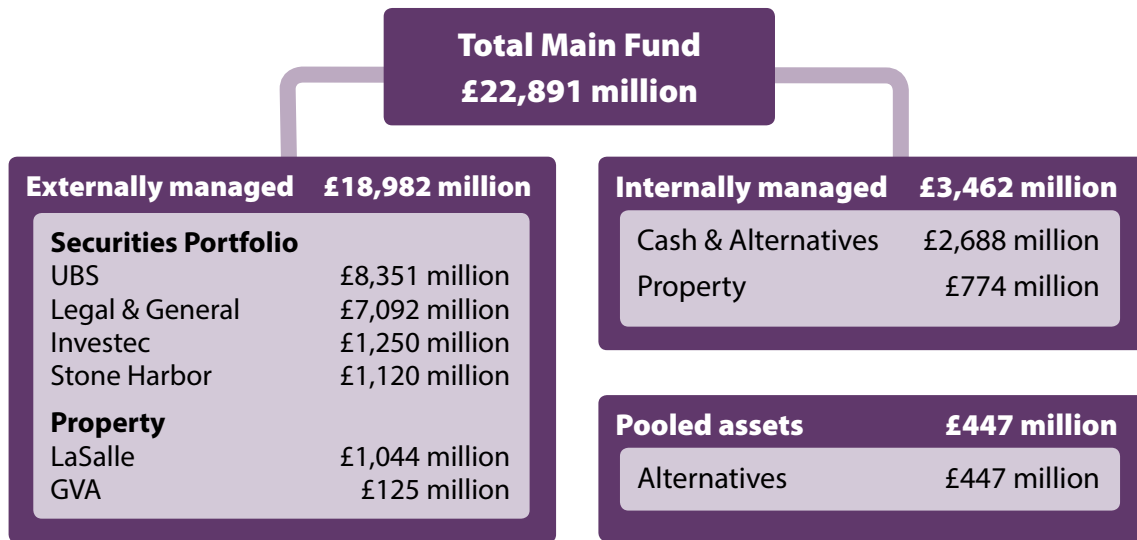 Total Main Fund
£22,891 million
Externally managed £18,982 million
Securities Portfolio
UBS £8,351 million
Legal & General £7,092 million
Investec £1,250 million
Stone Harbor £1,120 million
Property
LaSalle £1,044 million
GVA £125 million
Internally managed £3,462 million
Cash & Alternatives £2,688 million
Property £774 million
Pooled assets £447 million
Alternatives £447 million